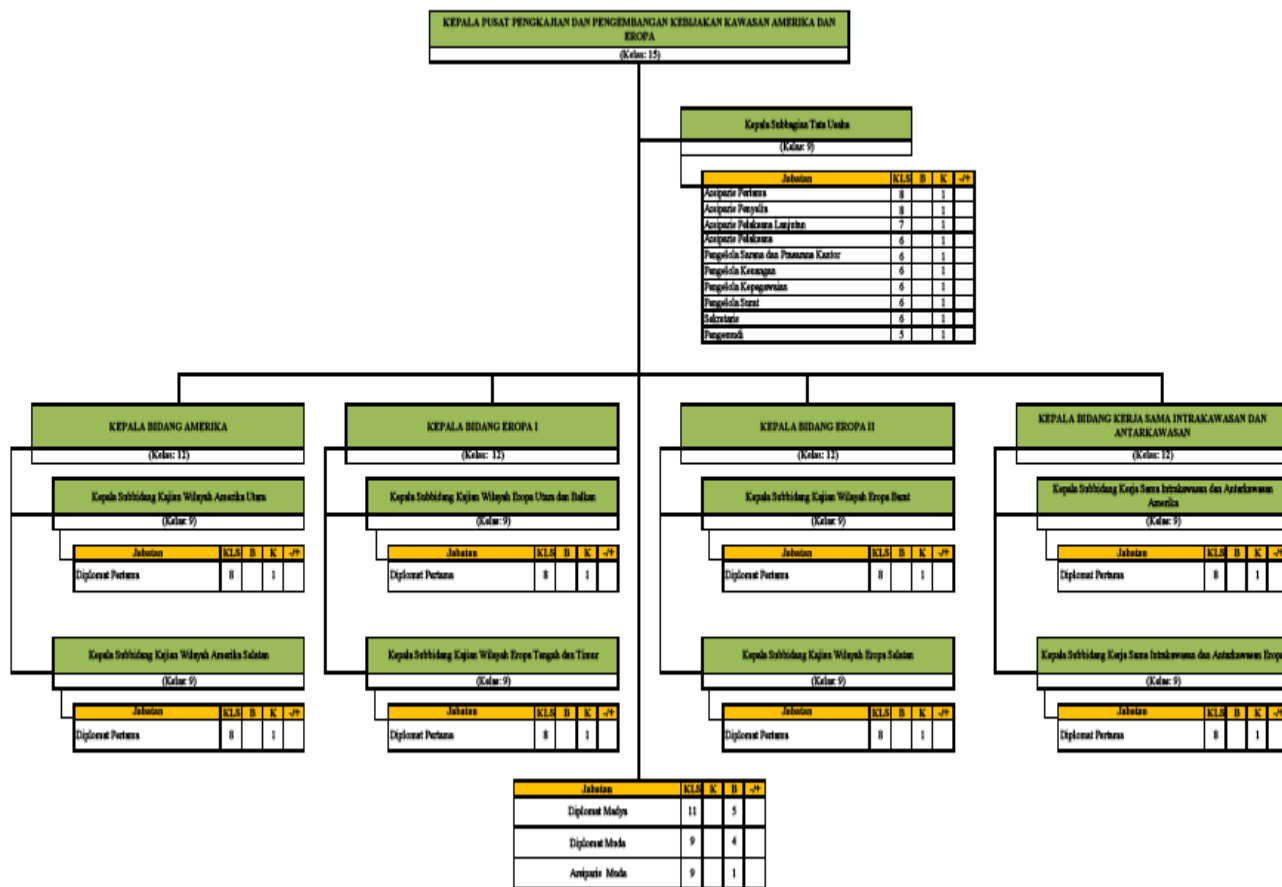 KEPALA PUSAT PENGKAJIAN DAN PENGEMBANGAN KEBIJAKAN KAWASAN AMERIKA DAN
EROPA
(Kelas: 15)
Kepala Subbagian Tata Usaha
(Kelas: 9)
Jabatan KLS B K -/+
Arsiparis Pertama 8 1
Arsiparis Penyelia 8 1
Arsiparis Pelaksana Lanjutan 7 1
Arsiparis Pelaksana 6 1
Pengelola Sarana dan Prasarana Kantor 6 1
Pengelola Keuangan 6 1
Pengelola Kepegawaian 6 1
Pengelola Surat 6 1
Sekretaris 6 1
Pengemudi 5 1
KEPALA BIDANG AMERIKA
(Kelas: 12)
Kepala Subbidang Kajian Wilayah Amerika Utara
(Kelas: 9)
Jabatan KLS B K -/+
Diplomat Pertama 8 1
Kepala Subbidang Kajian Wilayah Amerika Selatan
(Kelas: 9)
Jabatan KLS B K -/+
Diplomat Pertama 8 1
KEPALA BIDANG EROPA I
(Kelas: 12)
Kepala Subbidang Kajian Wilayah Eropa Utara dan Balkan
(Kelas: 9)
Jabatan KLS B K -/+
Diplomat Pertama 8 1
Kepala Subbidang Kajian Wilayah Eropa Tengah dan Timur
(Kelas: 9)
Jabatan KLS B K -/+
Diplomat Pertama 8 1
KEPALA BIDANG EROPA II
(Kelas: 12)
Kepala Subbidang Kajian Wilayah Eropa Barat
(Kelas: 9)
Jabatan KLS B K -/+
Diplomat Pertama 8 1
Kepala Subbidang Kajian Wilayah Eropa Selatan
(Kelas: 9)
Jabatan KLS B K -/+
Diplomat Pertama 8 1
KEPALA BIDANG KERJA SAMA INTRAKAWASAN DAN
ANTARKAWASAN
(Kelas: 12)
Kepala Subbidang Kerja Sama Intrakawasan dan Antarkawasan
Amerika
(Kelas: 9)
Jabatan KLS B K -/+
Diplomat Pertama 8 1
Kepala Subbidang Kerja Sama Intrakawasan dan Antarkawasan Eropa
(Kelas: 9)
Jabatan KLS B K -/+
Diplomat Pertama 8 1
Jabatan KLS K B -/+
Diplomat Madya 11 5
Diplomat Muda 9 4
Arsiparis Muda 9 1